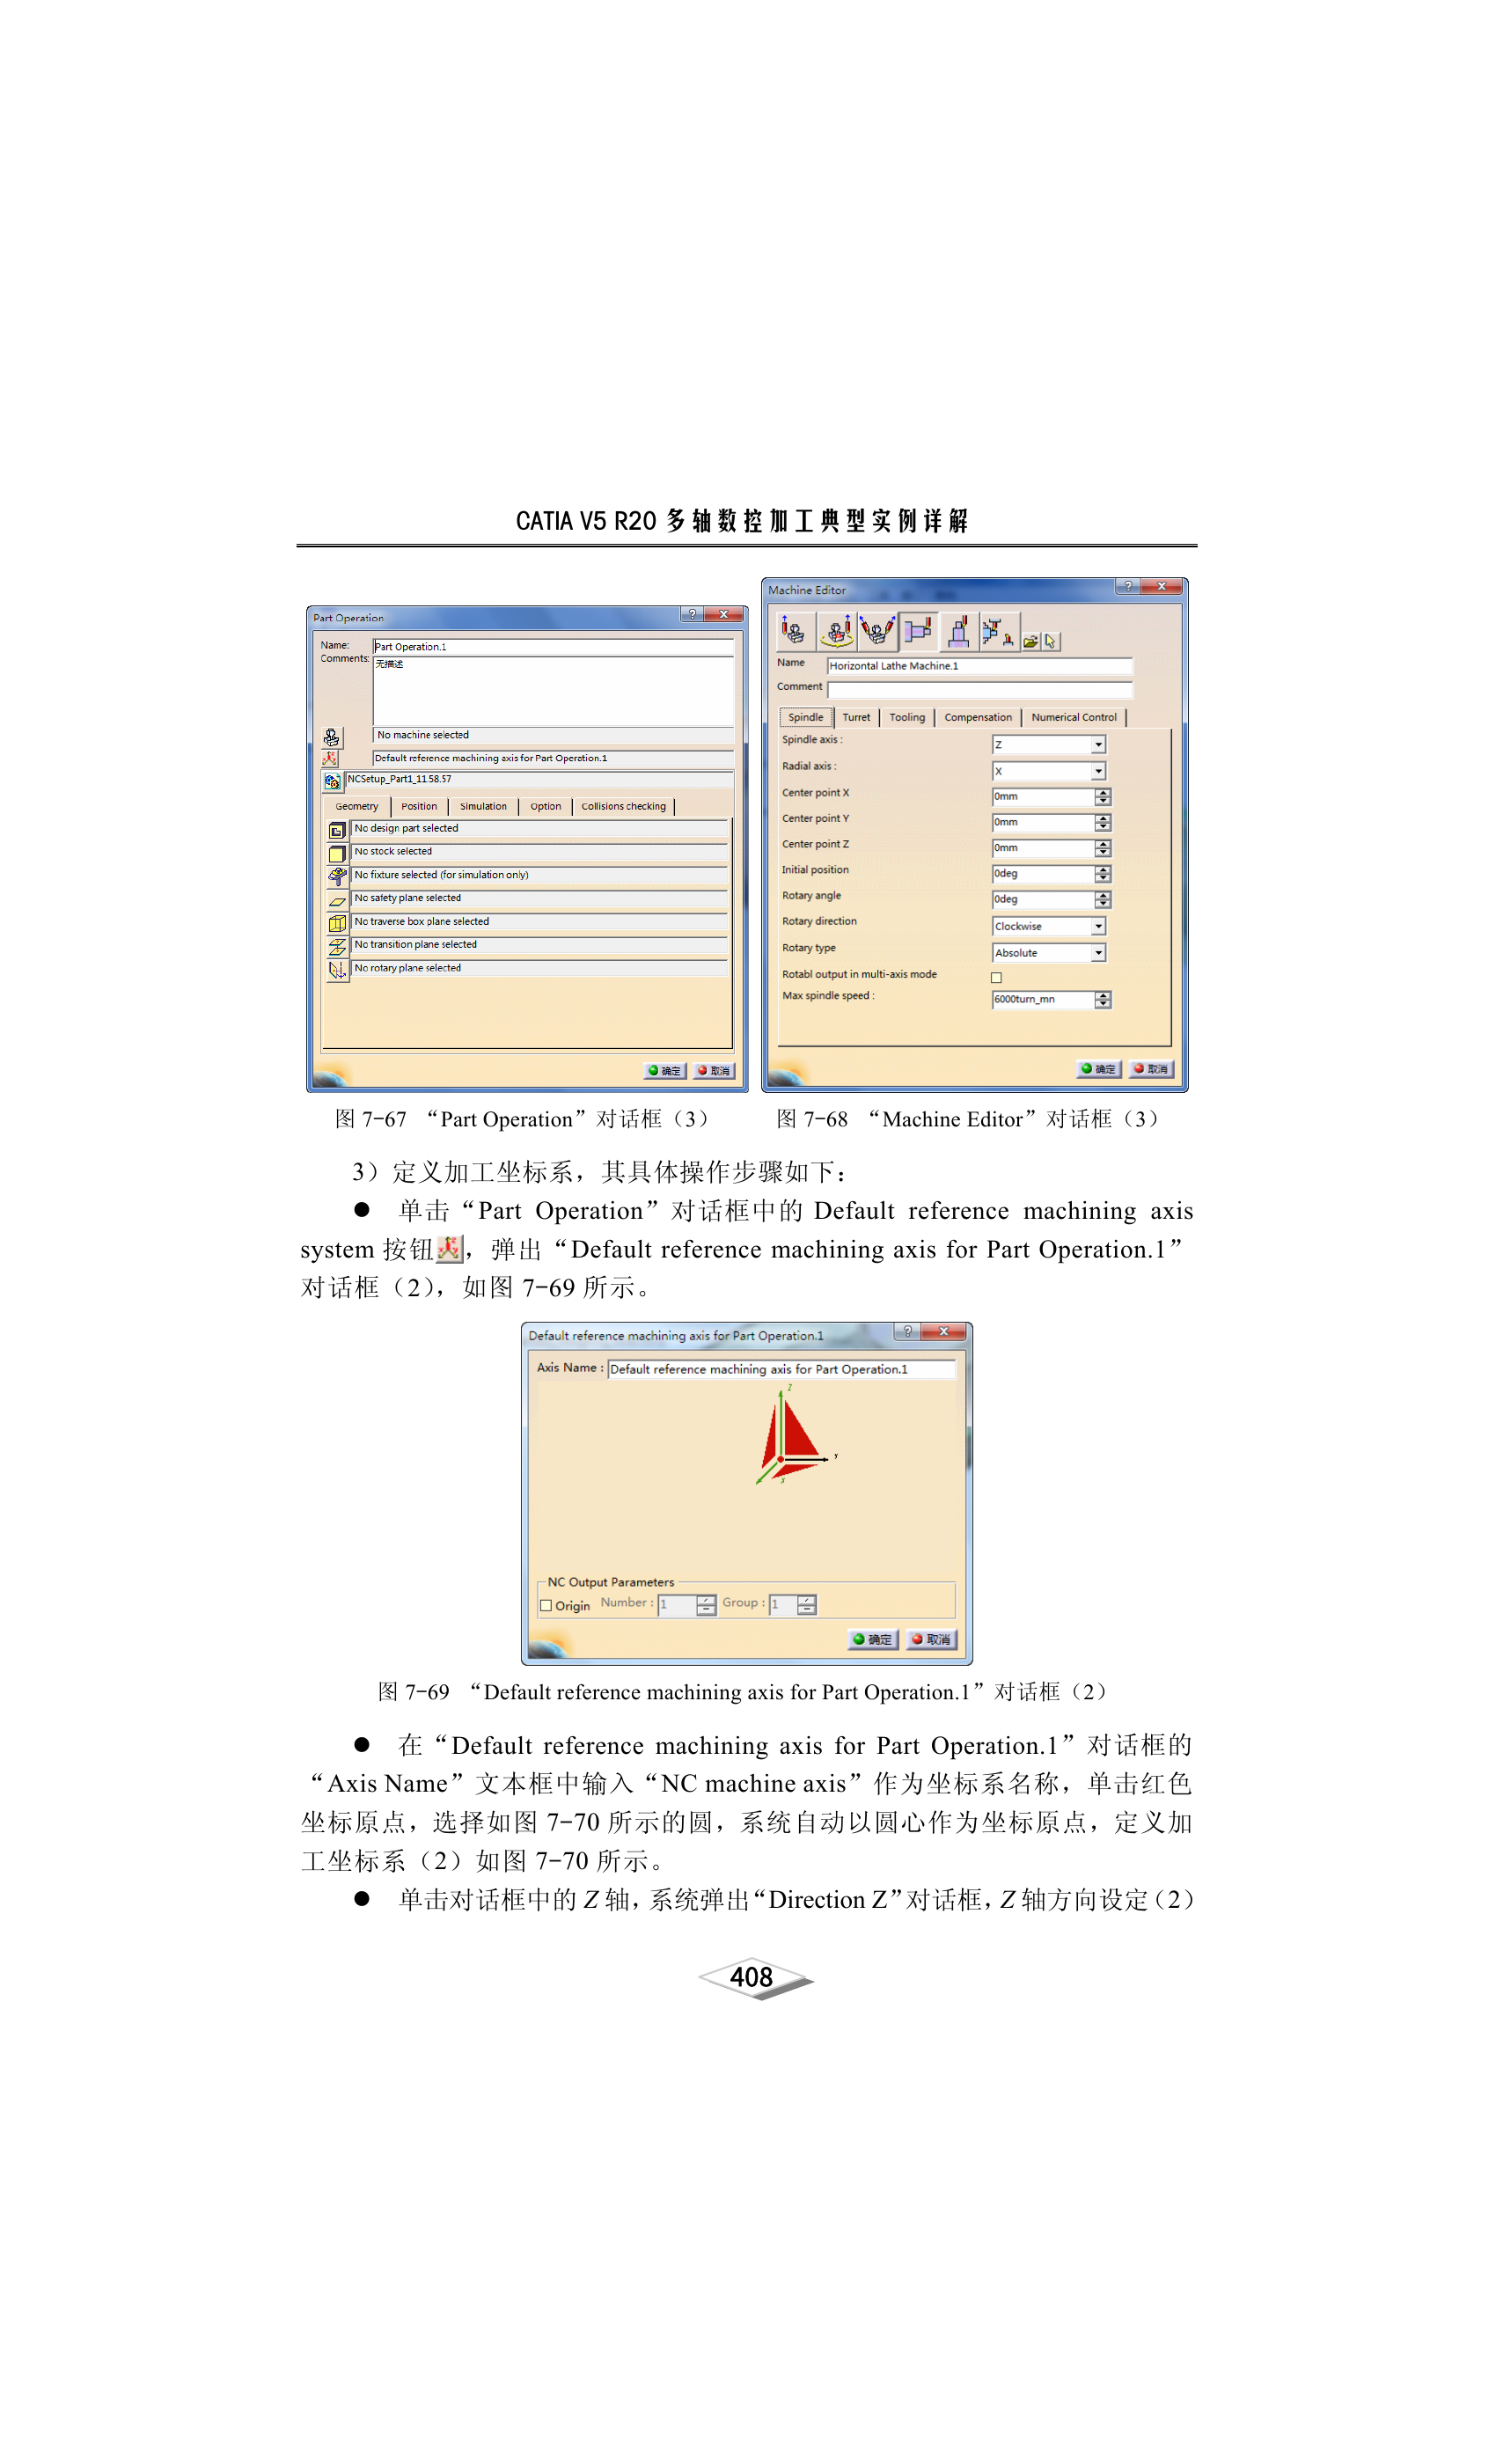 CATIA V5 R20 多轴数控加工典型实例详解
Part Operation
Name:
Part Operation.1
Comments:
无描述
No machine selected
Default reference machining axis for Part Operation.1
NCSetup_Part1_11.58.57
Geometry Position Simulation Option Collisions checking
No design part selected
No stock selected
No fixture selected (for simulation only)
No safety plane selected
No traverse box plane selected
No transition plane selected
No rotary plane selected
确定 取消
Machine Editor
Name Horizontal Lathe Machine.1
Comment
Spindle Turret Tooling Compensation Numerical Control
Spindle axis : Z
Radial axis : X
Center point X 0mm
Center point Y 0mm
Center point Z 0mm
Initial position 0deg
Rotary angle 0deg
Rotary direction Clockwise
Rotary type Absolute
Rotabl output in multi-axis mode
Max spindle speed : 6000turn_mn
确定 取消
图 7-67 “Part Operation”对话框（3）
图 7-68 “Machine Editor”对话框（3）
3）定义加工坐标系，其具体操作步骤如下：
● 单击“Part Operation”对话框中的 Default reference machining axis
system 按钮，弹出“Default reference machining axis for Part Operation.1”
对话框（2），如图 7-69 所示。
Default reference machining axis for Part Operation.1
Axis Name : Default reference machining axis for Part Operation.1
Z
Y
X
NC Output Parameters
Origin Number : 1 Group : 1
确定 取消
图 7-69 “Default reference machining axis for Part Operation.1”对话框（2）
● 在“Default reference machining axis for Part Operation.1”对话框的
“Axis Name”文本框中输入“NC machine axis”作为坐标系名称，单击红色
坐标原点，选择如图 7-70 所示的圆，系统自动以圆心作为坐标原点，定义加
工坐标系（2）如图 7-70 所示。
● 单击对话框中的 Z 轴，系统弹出“Direction Z”对话框，Z 轴方向设定（2）
408